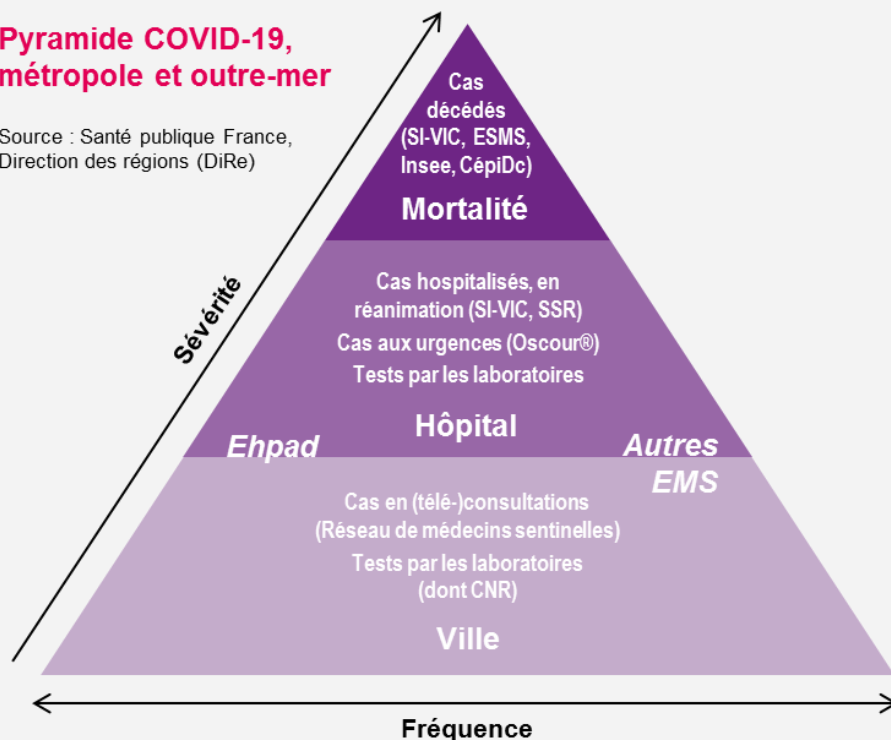 Pyramide COVID-19,
métropole et outre-mer
Source : Santé publique France,
Direction des régions (DiRe)
Cas
décédés
(SI-VIC, ESMS,
Insee, CépiDc)
Mortalité
Sévérité
Cas hospitalisés, en
réanimation (SI-VIC, SSR)
Cas aux urgences (Oscour®)
Tests par les laboratoires
Hôpital
Ehpad
Autres
EMS
Cas en (télé-)consultations
(Réseau de médecins sentinelles)
Tests par les laboratoires
(dont CNR)
Ville
Fréquence